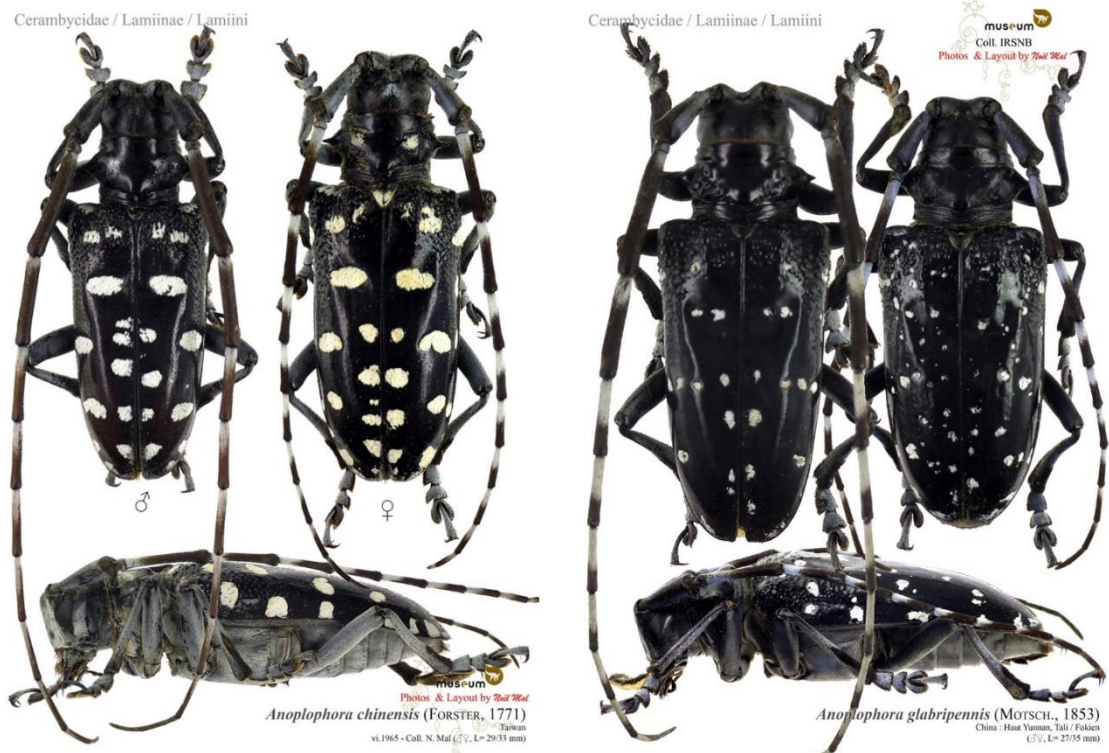 Cerambycidae / Lamiinae / Lamiini
♂
♀
museum
Photos & Layout by Noël Mal
Anoplophora chinensis (FORSTER, 1771)
Taiwan
vi.1965 - Coll. N. Mal (♂♀, L= 29/33 mm)
Cerambycidae / Lamiinae / Lamiini
museum
Coll. IRSNB
Photos & Layout by Noël Mal
Anoplophora glabripennis (MOTSCH., 1853)
China : Haut Yunnan, Tali / Fokien
(♂♀, L= 27/35 mm)